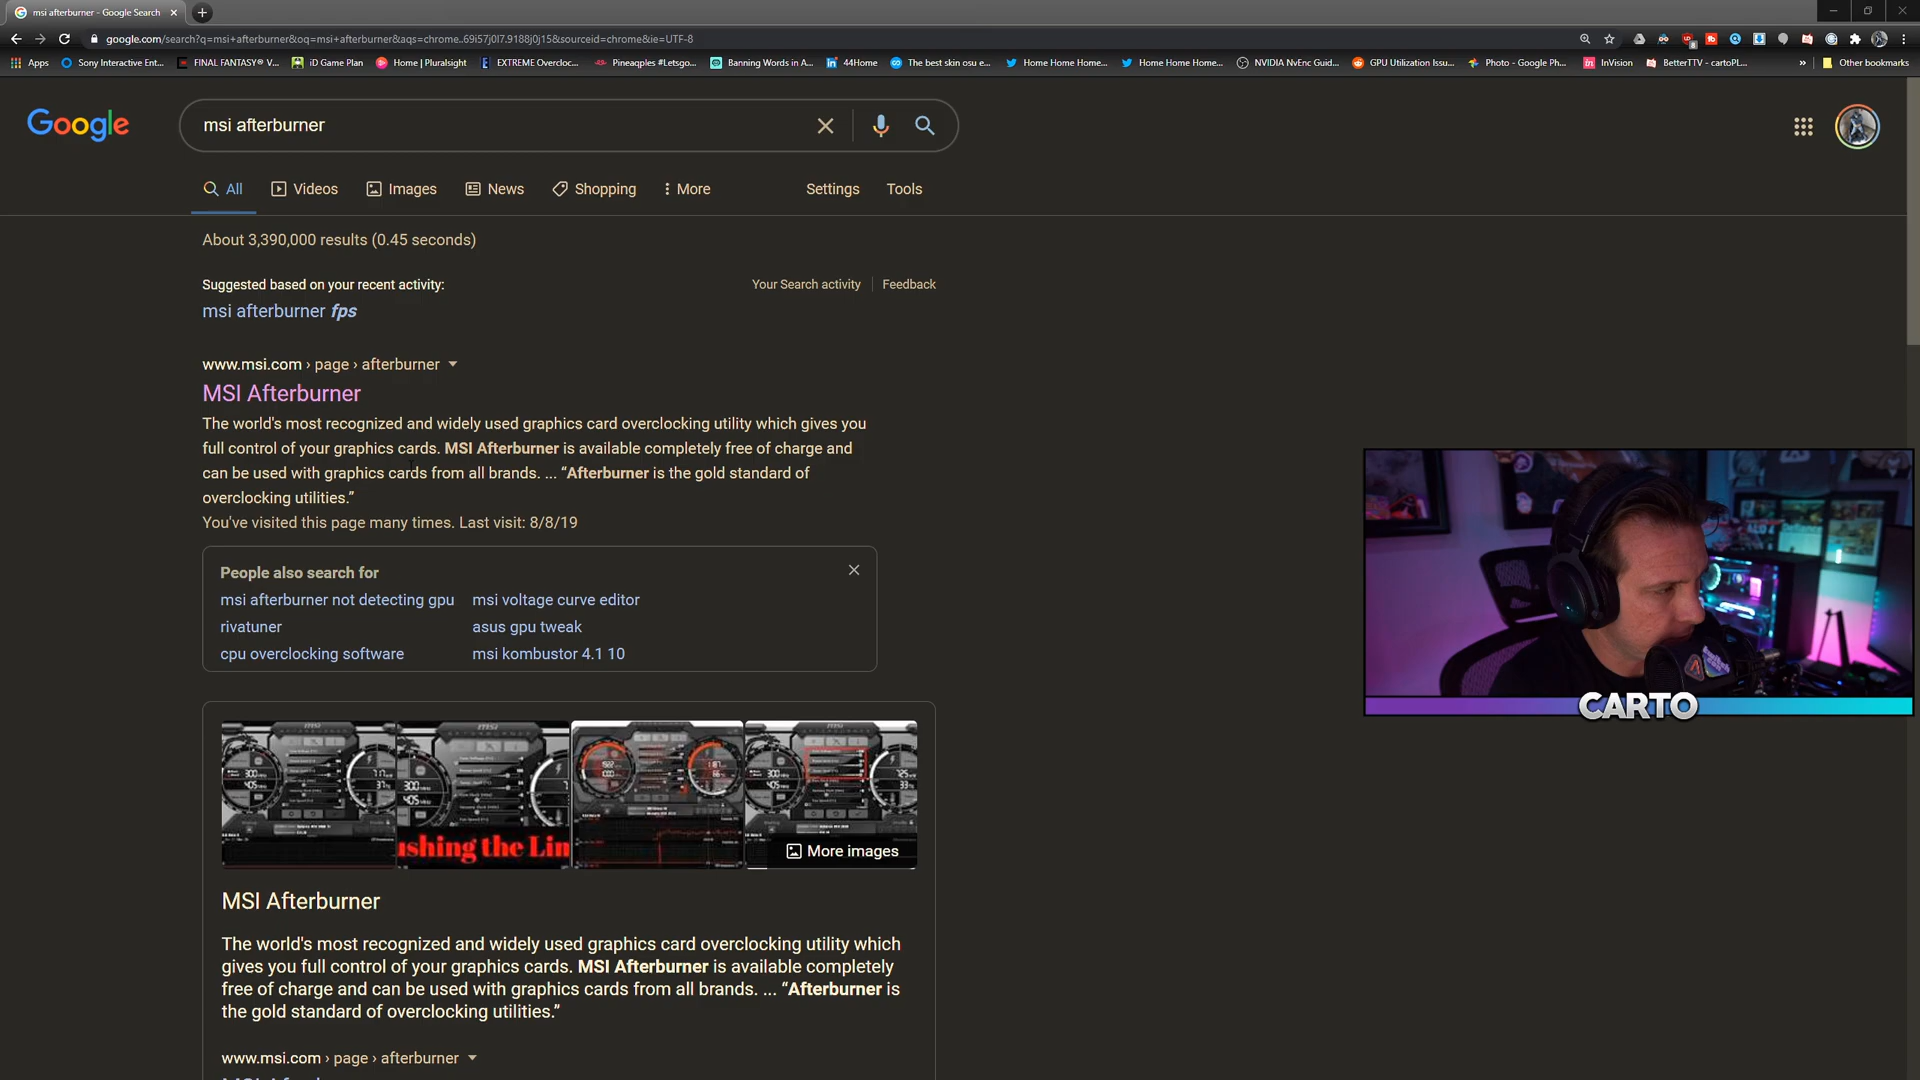 msi afterburner - Google Search
google.com/search?q=msi+afterburner&oq=msi+afterburner&aqs=chrome..69i57j0l7.9188j0j15&sourceid=chrome&ie=UTF-8
Apps Sony Interactive Ent... FINAL FANTASY® V... iD Game Plan Home | Pluralsight EXTREME Overcloc... Pineaqples #Letsgo... Banning Words in A... 44Home The best skin osu e... Home Home Home... Home Home Home... NVIDIA NvEnc Guid... GPU Utilization Issu... Photo - Google Ph... InVision BetterTTV - cartoPL... » Other bookmarks
Google
msi afterburner
All Videos Images News Shopping More Settings Tools
About 3,390,000 results (0.45 seconds)
Suggested based on your recent activity: Your Search activity Feedback
msi afterburner fps
www.msi.com › page › afterburner
MSI Afterburner
The world's most recognized and widely used graphics card overclocking utility which gives you
full control of your graphics cards. MSI Afterburner is available completely free of charge and
can be used with graphics cards from all brands. ... “Afterburner is the gold standard of
overclocking utilities.”
You've visited this page many times. Last visit: 8/8/19
People also search for
msi afterburner not detecting gpu msi voltage curve editor
rivatuner asus gpu tweak
cpu overclocking software msi kombustor 4.1 10
CARTO
ushing the Lin
More images
MSI Afterburner
The world's most recognized and widely used graphics card overclocking utility which
gives you full control of your graphics cards. MSI Afterburner is available completely
free of charge and can be used with graphics cards from all brands. ... “Afterburner is
the gold standard of overclocking utilities.”
www.msi.com › page › afterburner